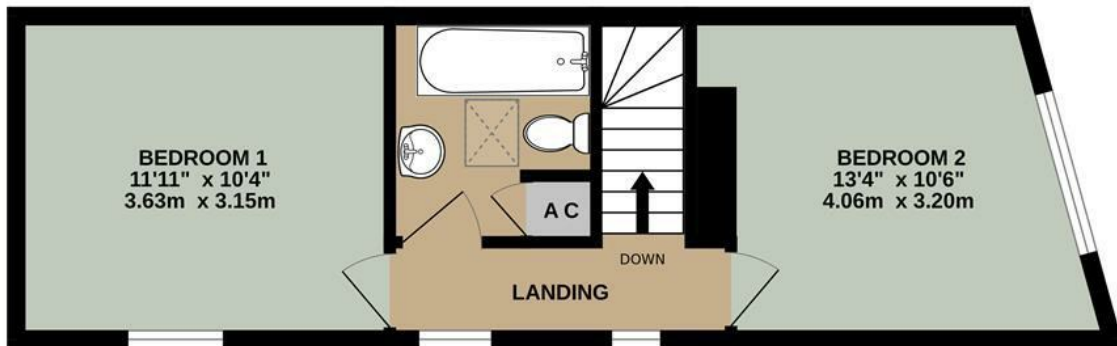 BEDROOM 1
11'11" x 10'4"
3.63m x 3.15m
A C
BEDROOM 2
13'4" x 10'6"
4.06m x 3.20m
DOWN
LANDING